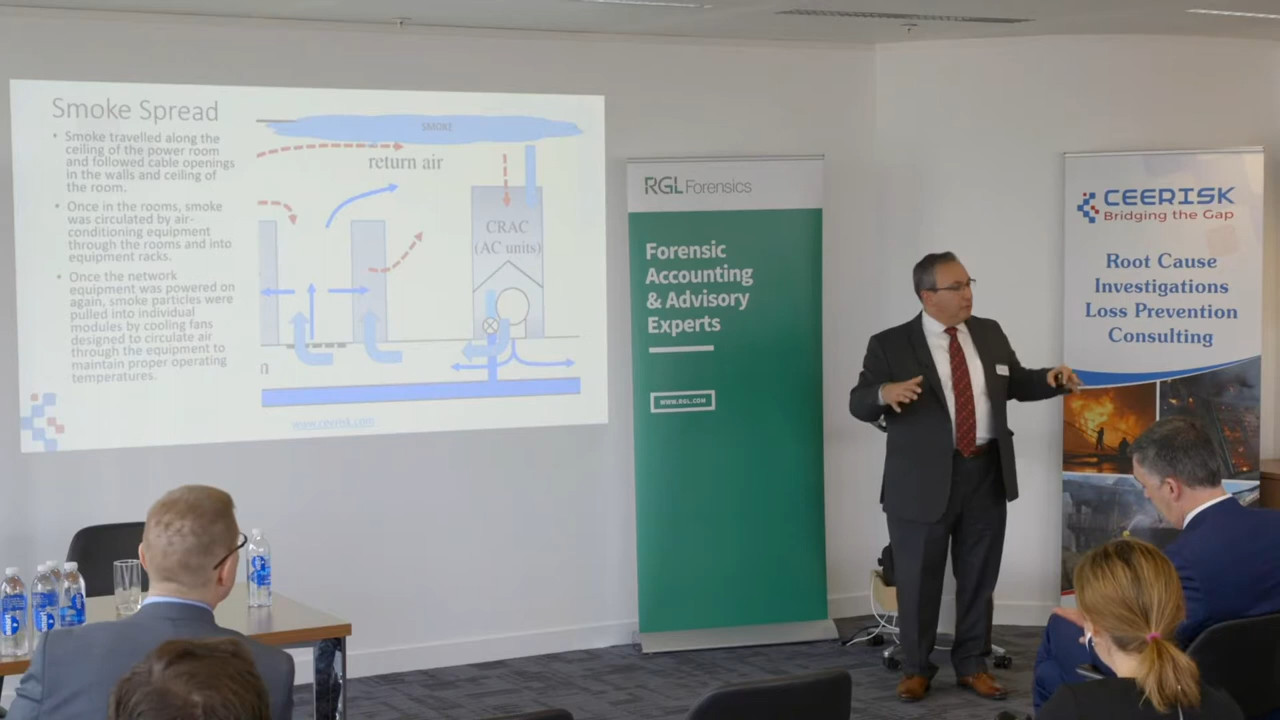 Smoke Spread
• Smoke travelled along the
ceiling of the power room
and followed cable openings
in the walls and ceiling of
the room.
• Once in the rooms, smoke
was circulated by air-
conditioning equipment
through the rooms and into
equipment racks.
• Once the network
equipment was powered on
again, smoke particles were
pulled into individual
modules by cooling fans
designed to circulate air
through the equipment to
maintain proper operating
temperatures.
SMOKE
return air
CRAC
(AC units)
n
www.ceerisk.com
RGL Forensics
Forensic
Accounting
& Advisory
Experts
WWW.RGL.COM
CEERISK
Bridging the Gap
Root Cause
Investigations
Loss Prevention
Consulting
smart